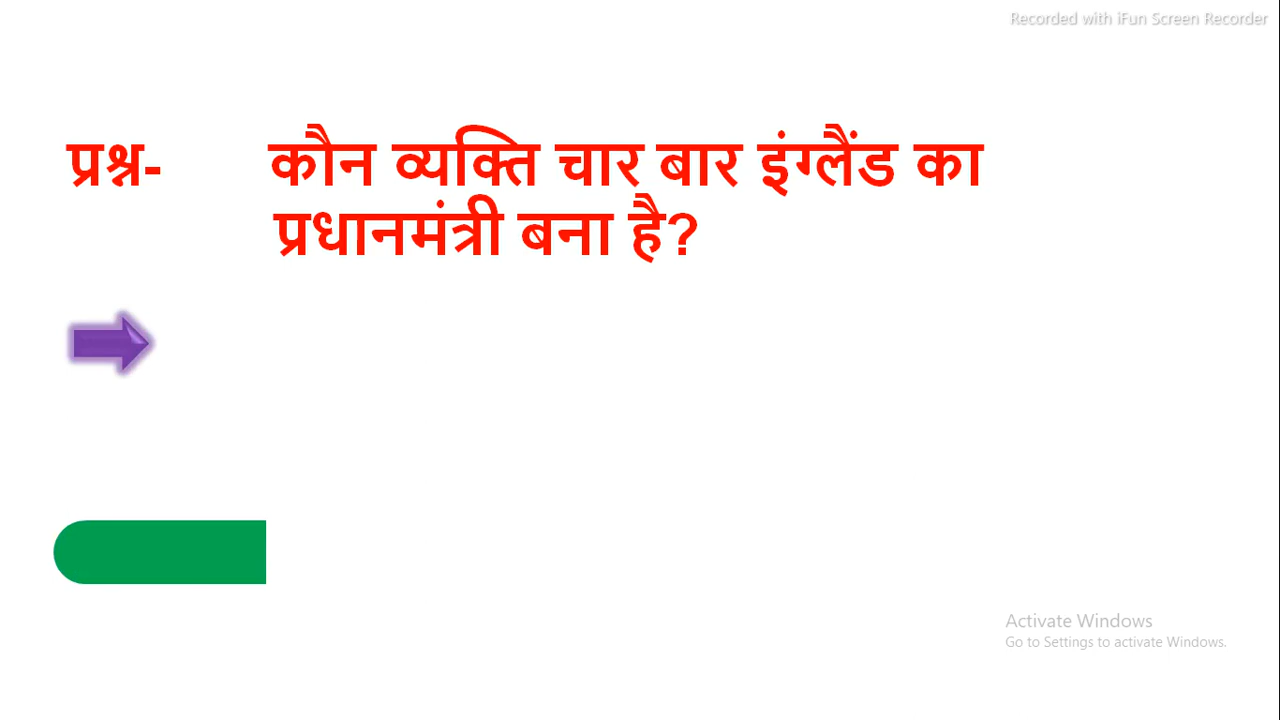 Recorded with iFun Screen Recorder
प्रश्न- कौन व्यक्ति चार बार इंग्लैंड का
प्रधानमंत्री बना है?
Activate Windows
Go to Settings to activate Windows.